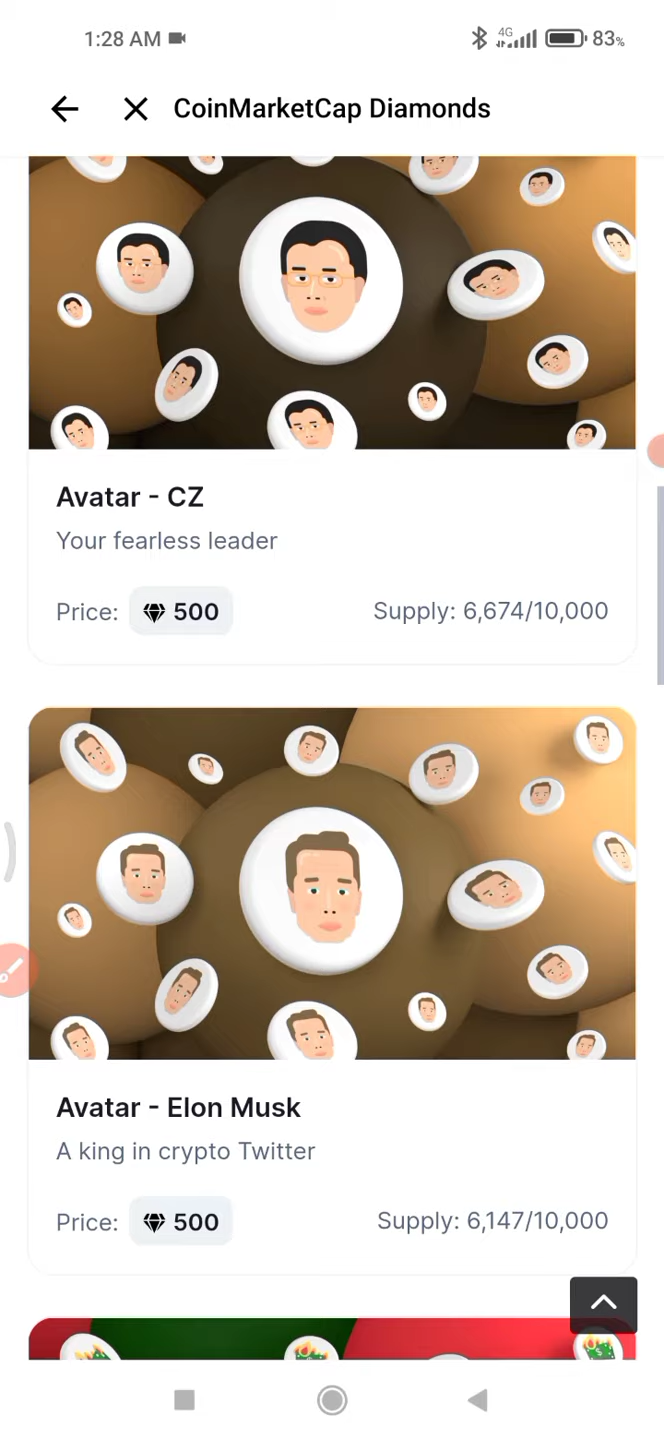 1:28 AM 4G 83%
CoinMarketCap Diamonds
Avatar - CZ
Your fearless leader
Price: 500 Supply: 6,674/10,000
Avatar - Elon Musk
A king in crypto Twitter
Price: 500 Supply: 6,147/10,000